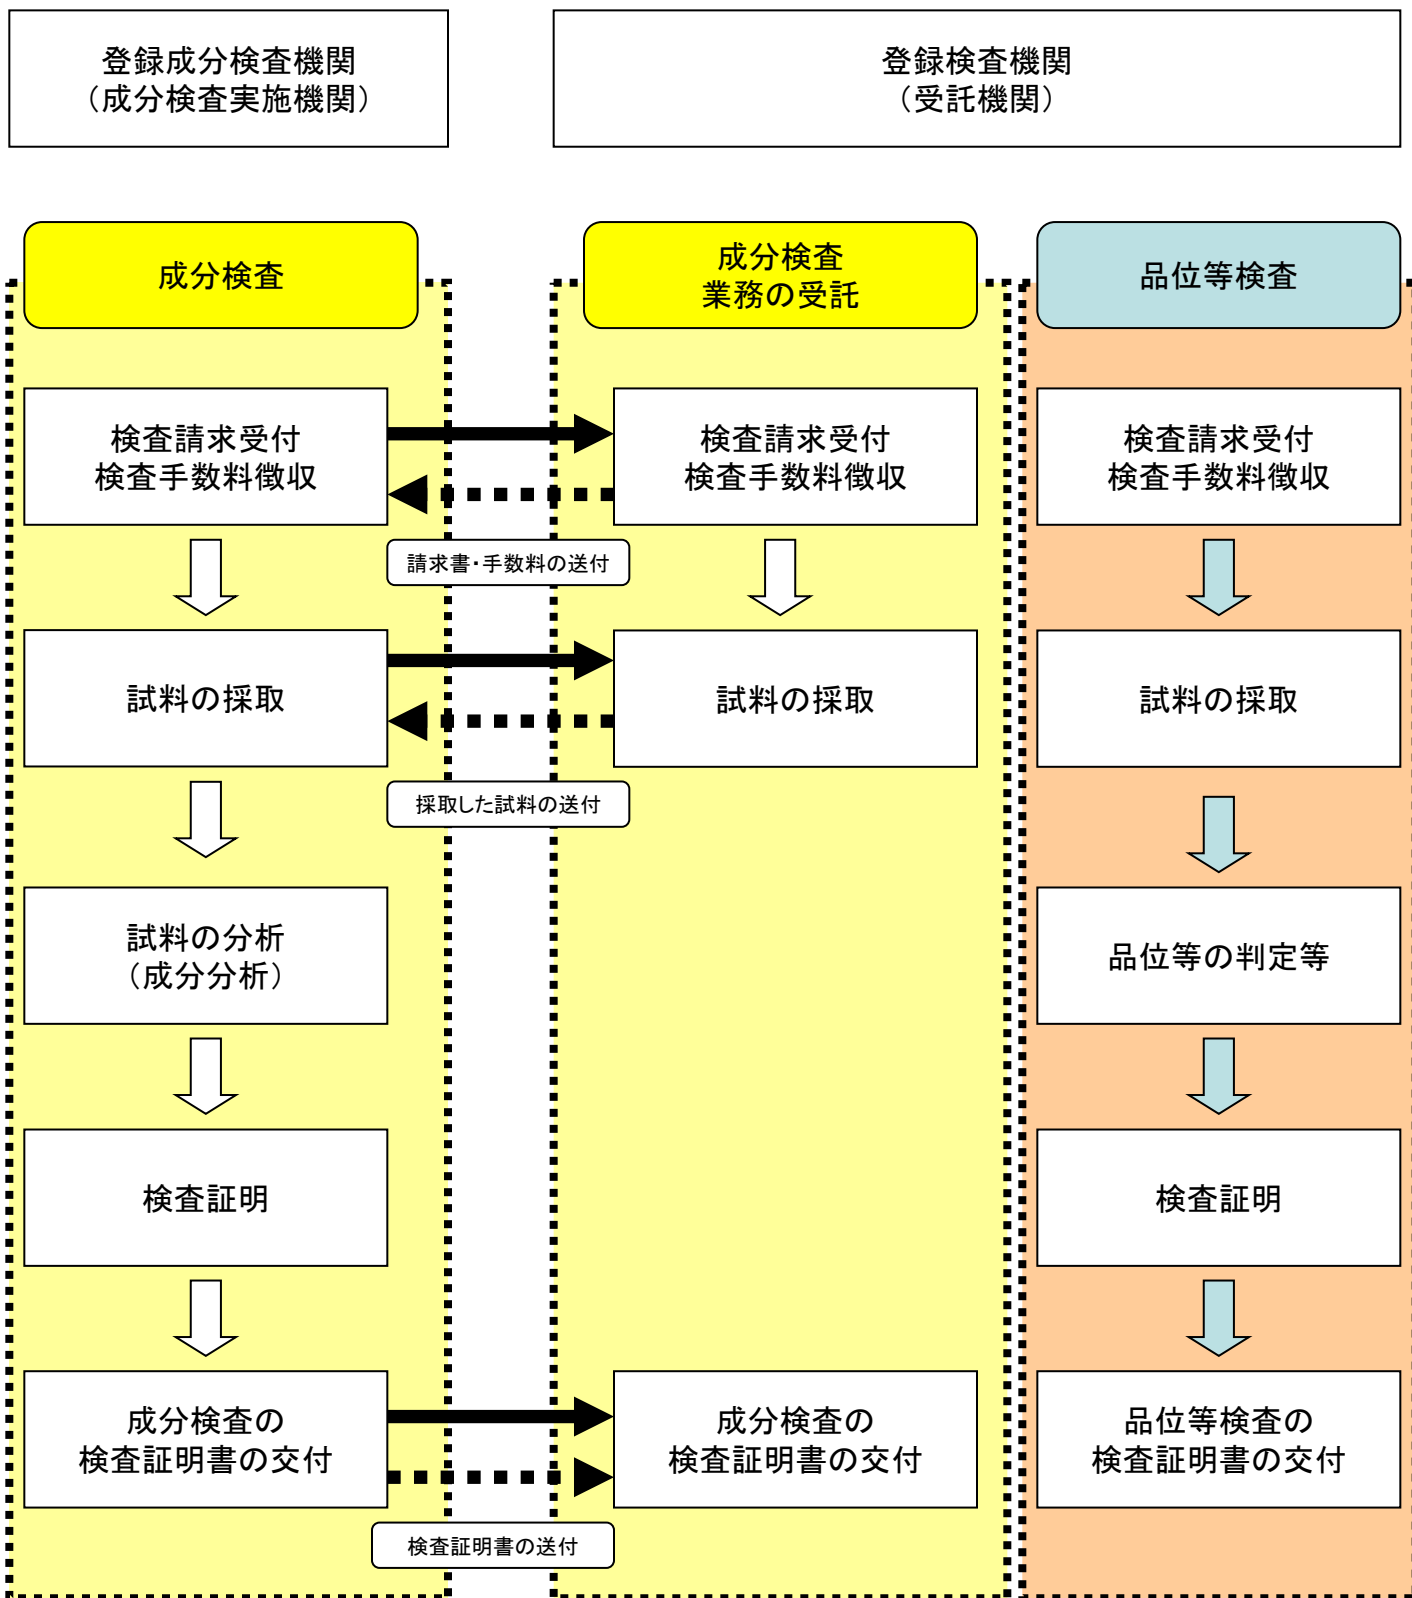 登録成分検査機関
（成分検査実施機関）
登録検査機関
（受託機関）
成分検査
成分検査
業務の受託
品位等検査
検査請求受付
検査手数料徴収
検査請求受付
検査手数料徴収
検査請求受付
検査手数料徴収
請求書・手数料の送付
試料の採取
試料の採取
試料の採取
採取した試料の送付
試料の分析
（成分分析）
品位等の判定等
検査証明
検査証明
成分検査の
検査証明書の交付
成分検査の
検査証明書の交付
品位等検査の
検査証明書の交付
検査証明書の送付